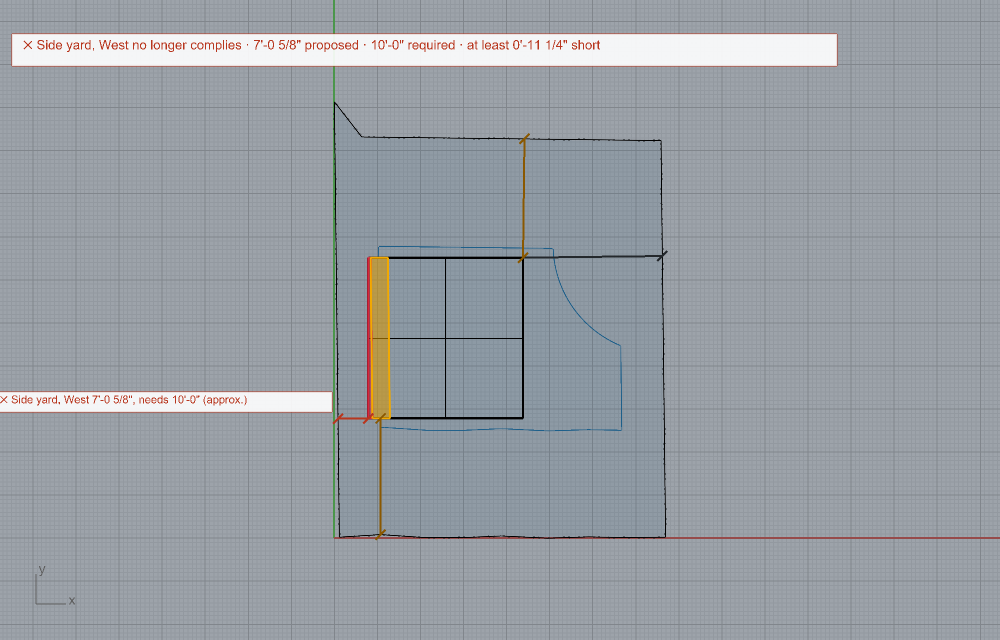 × Side yard, West no longer complies · 7'-0 5/8" proposed · 10'-0" required · at least 0'-11 1/4" short
× Side yard, West 7'-0 5/8", needs 10'-0" (approx.)
y
x